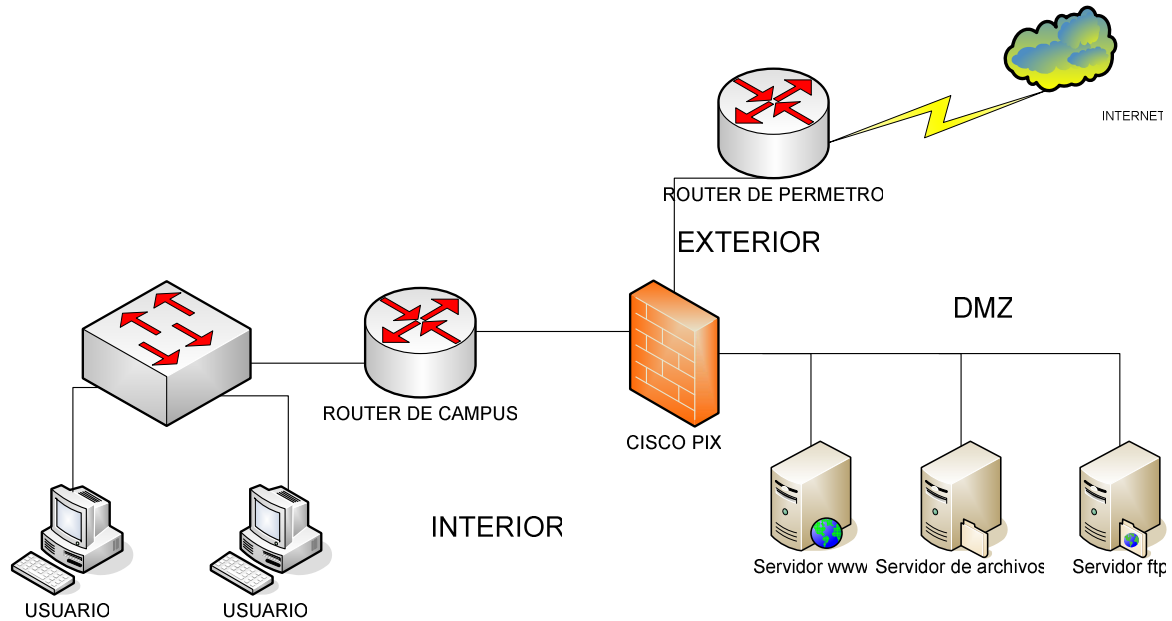 INTERNET
ROUTER DE PERMETRO
EXTERIOR
DMZ
ROUTER DE CAMPUS
CISCO PIX
INTERIOR
Servidor www
Servidor de archivos
Servidor ftp
USUARIO
USUARIO